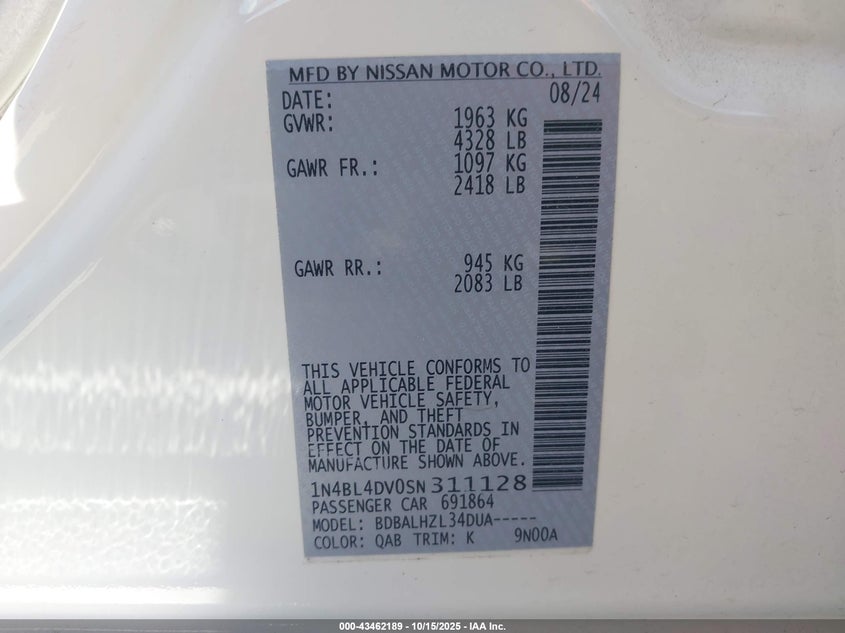 MFD BY NISSAN MOTOR CO., LTD.
DATE: 08/24
GVWR: 1963 KG
4328 LB
GAWR FR.: 1097 KG
2418 LB
GAWR RR.: 945 KG
2083 LB
THIS VEHICLE CONFORMS TO
ALL APPLICABLE FEDERAL
MOTOR VEHICLE SAFETY,
BUMPER, AND THEFT
PREVENTION STANDARDS IN
EFFECT ON THE DATE OF
MANUFACTURE SHOWN ABOVE.
1N4BL4DV0SN311128
PASSENGER CAR 691864
MODEL: BDBALHZL34DUA-----
COLOR: QAB TRIM: K 9N00A
000-43462189 - 10/15/2025 - IAA Inc.